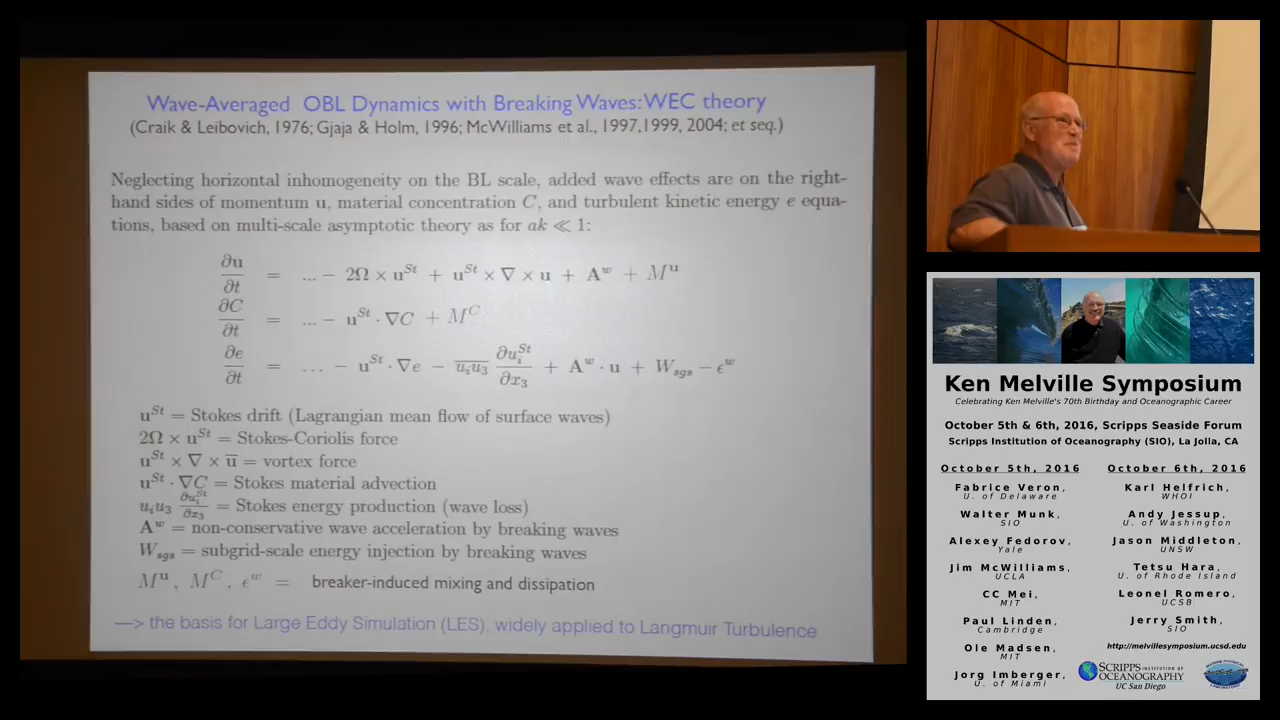 Wave-Averaged OBL Dynamics with Breaking Waves: WEC theory
(Craik & Leibovich, 1976; Gjaja & Holm, 1996; McWilliams et al., 1997,1999, 2004; et seq.)
Neglecting horizontal inhomogeneity on the BL scale, added wave effects are on the right-
hand sides of momentum u, material concentration C, and turbulent kinetic energy e equa-
tions, based on multi-scale asymptotic theory as for ak ≪ 1:
∂u/∂t = ... − 2Ω × u^St + u^St × ∇ × u + A^w + M^u
∂C/∂t = ... − u^St · ∇C + M^C
∂e/∂t = ... − u^St · ∇e − \overline{u_i u_3} ∂u_i^St/∂x_3 + A^w · u + W_sgs − ϵ^w
u^St = Stokes drift (Lagrangian mean flow of surface waves)
2Ω × u^St = Stokes-Coriolis force
u^St × ∇ × \overline{u} = vortex force
u^St · ∇C = Stokes material advection
u_i u_3 ∂u_i^St/∂x_3 = Stokes energy production (wave loss)
A^w = non-conservative wave acceleration by breaking waves
W_sgs = subgrid-scale energy injection by breaking waves
M^u, M^C, ϵ^w = breaker-induced mixing and dissipation
—> the basis for Large Eddy Simulation (LES), widely applied to Langmuir Turbulence
Ken Melville Symposium
Celebrating Ken Melville's 70th Birthday and Oceanographic Career
October 5th & 6th, 2016, Scripps Seaside Forum
Scripps Institution of Oceanography (SIO), La Jolla, CA
October 5th, 2016
Fabrice Veron,
U. of Delaware
Walter Munk,
SIO
Alexey Fedorov,
Yale
Jim McWilliams,
UCLA
CC Mei,
MIT
Paul Linden,
Cambridge
Ole Madsen,
MIT
Jorg Imberger,
U. of Miami
October 6th, 2016
Karl Helfrich,
WHOI
Andy Jessup,
U. of Washington
Jason Middleton,
UNSW
Tetsu Hara,
U. of Rhode Island
Leonel Romero,
UCSB
Jerry Smith,
SIO
http://melvillesymposium.ucsd.edu
SCRIPPS INSTITUTION OF
OCEANOGRAPHY
UC San Diego